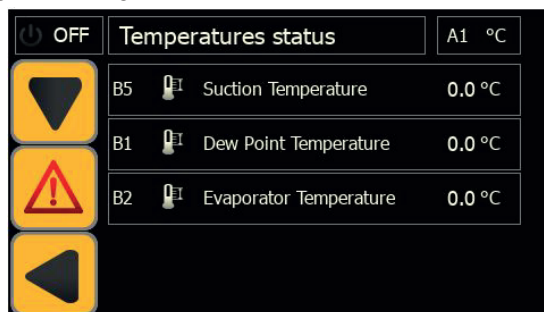 OFF Temperatures status A1 °C
B5 Suction Temperature 0.0 °C
B1 Dew Point Temperature 0.0 °C
B2 Evaporator Temperature 0.0 °C